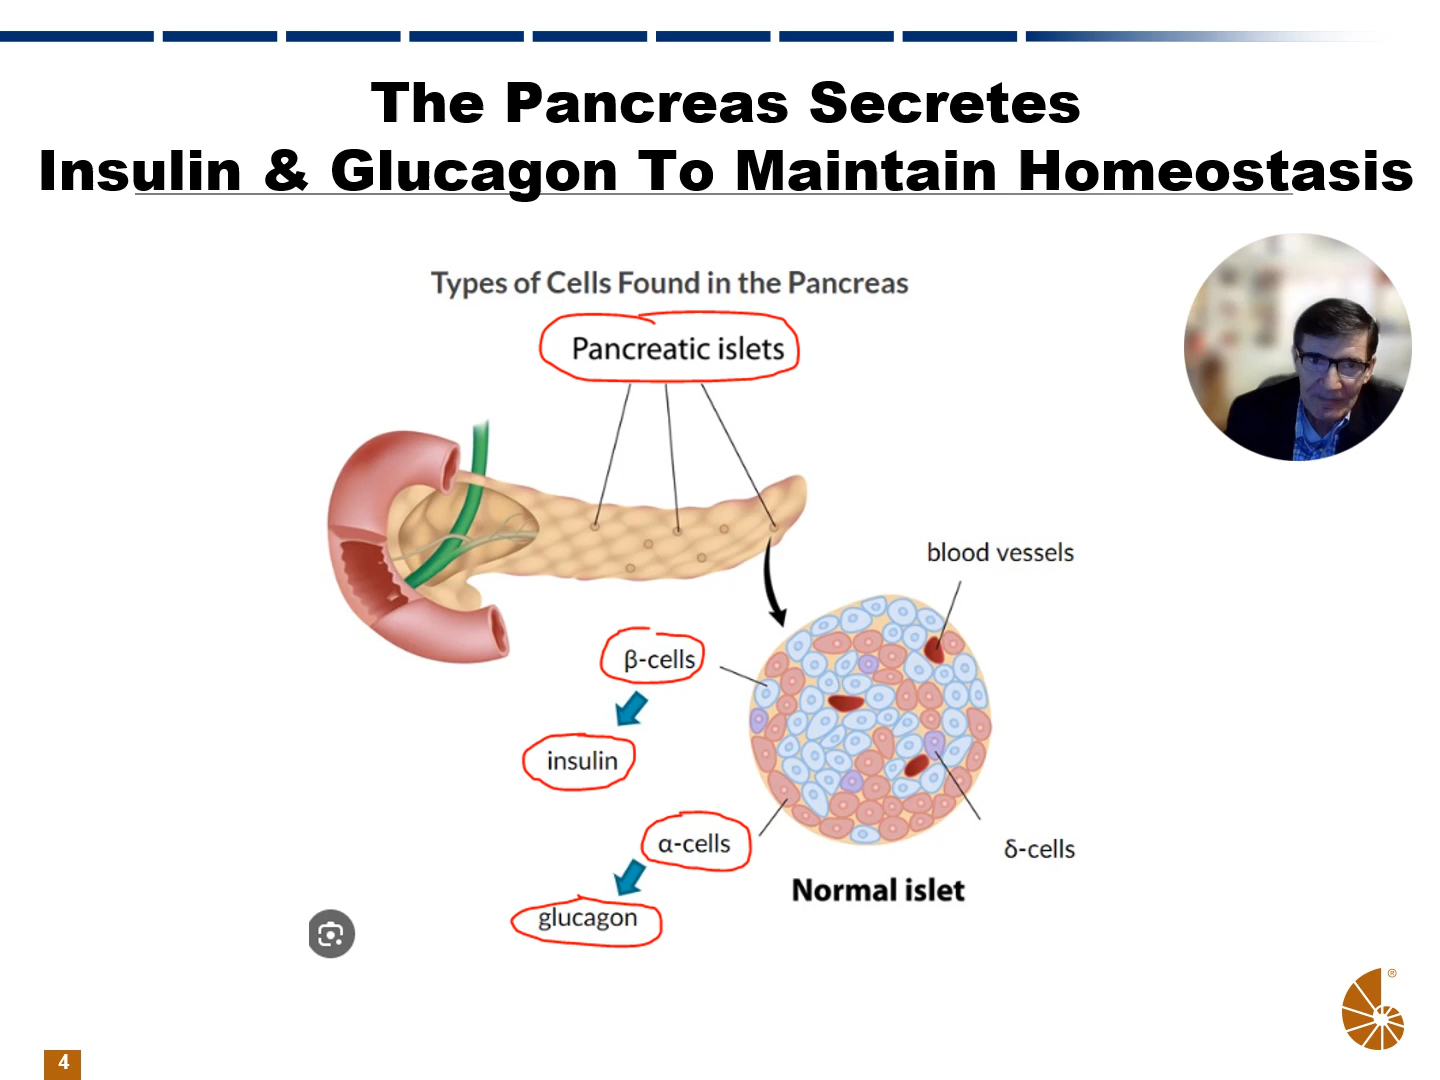 The Pancreas Secretes
Insulin & Glucagon To Maintain Homeostasis
Types of Cells Found in the Pancreas
Pancreatic islets
blood vessels
β-cells
insulin
α-cells
δ-cells
glucagon
Normal islet
®
4